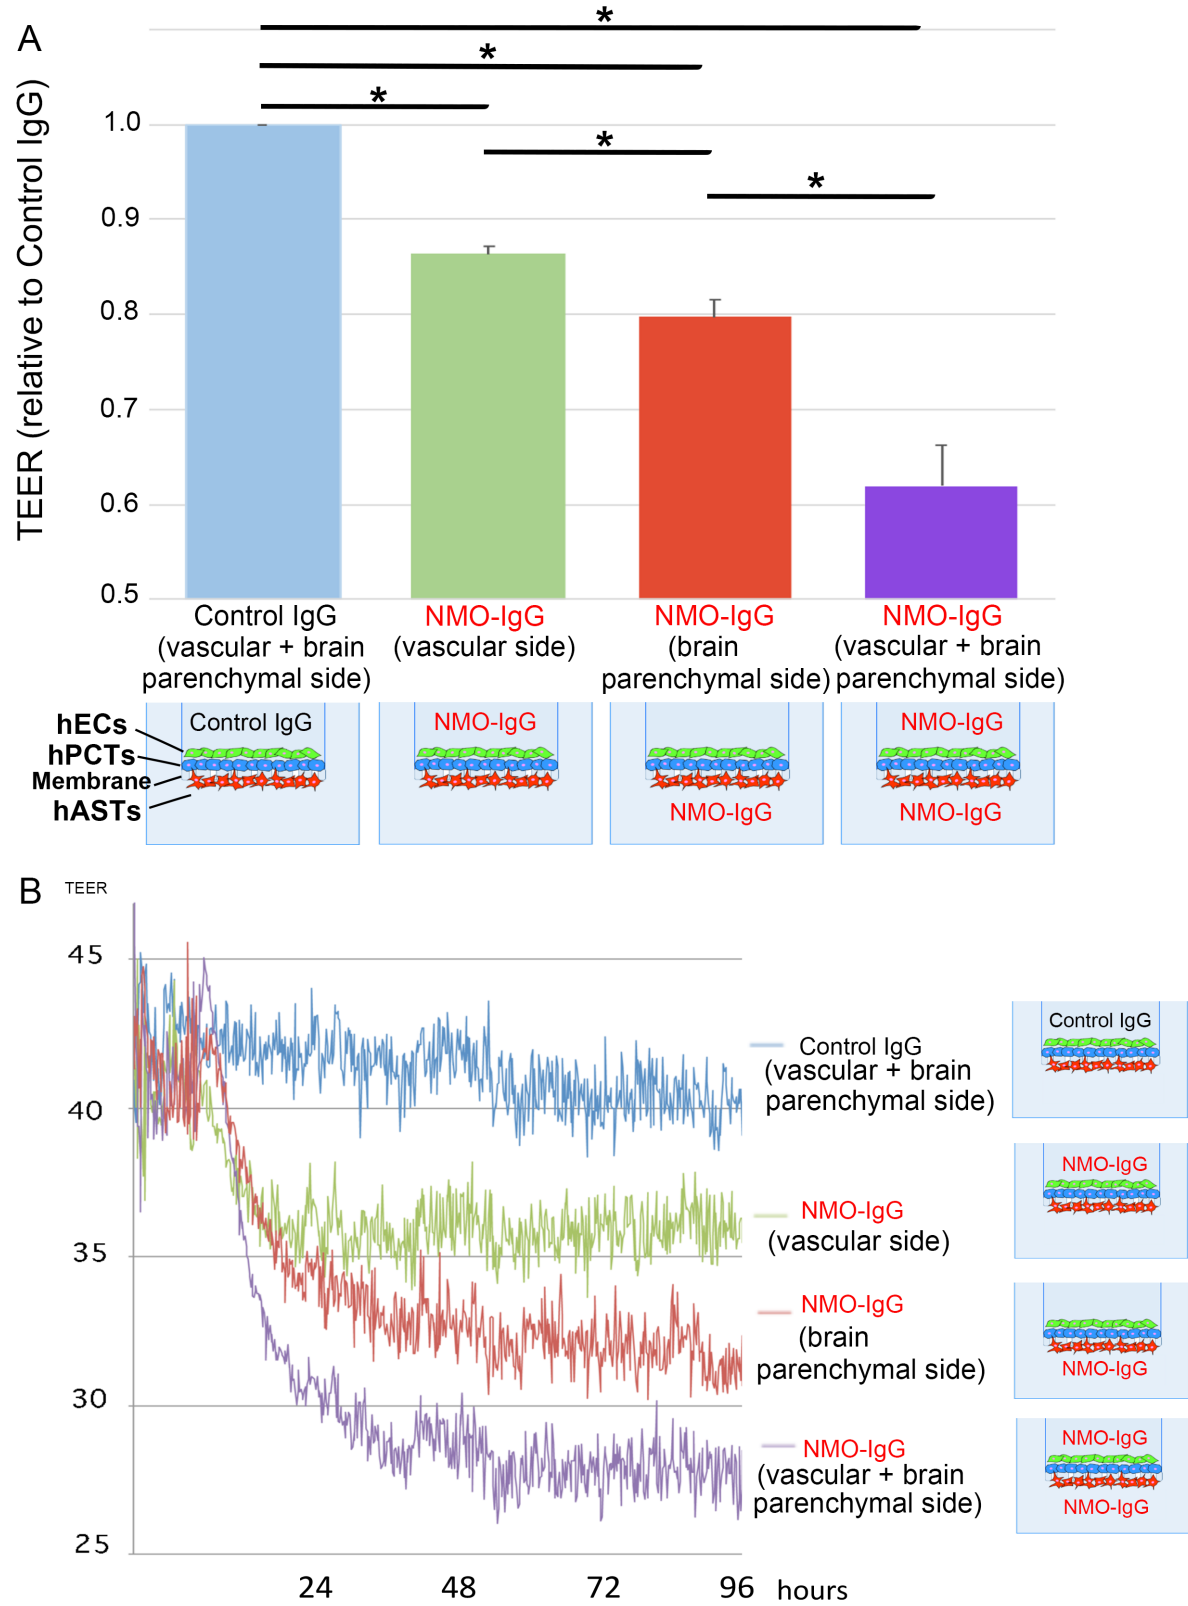 A
TEER (relative to Control IgG)
*
*
*
*
*
1.0
0.9
0.8
0.7
0.6
0.5
Control IgG
(vascular + brain
parenchymal side)
NMO-IgG
(vascular side)
NMO-IgG
(brain
parenchymal side)
NMO-IgG
(vascular + brain
parenchymal side)
hECs
hPCTs
Membrane
hASTs
Control IgG
NMO-IgG
NMO-IgG
NMO-IgG
NMO-IgG
B
TEER
45
40
35
30
25
24
48
72
96
hours
Control IgG
(vascular + brain
parenchymal side)
Control IgG
NMO-IgG
(vascular side)
NMO-IgG
NMO-IgG
(brain
parenchymal side)
NMO-IgG
NMO-IgG
(vascular + brain
parenchymal side)
NMO-IgG
NMO-IgG